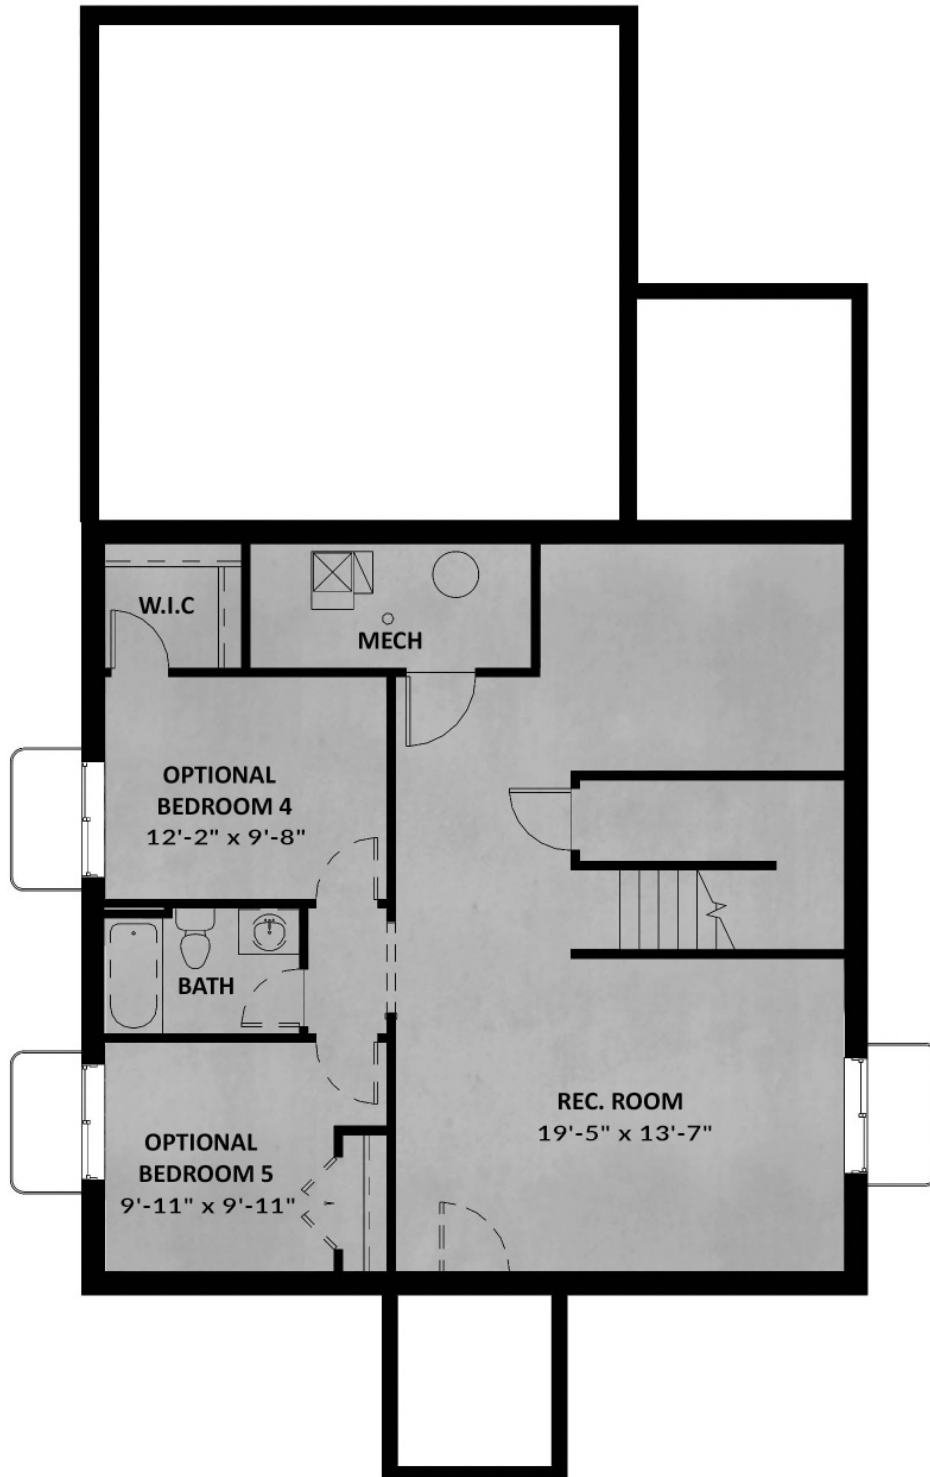 W.I.C
MECH
OPTIONAL
BEDROOM 4
12'-2" x 9'-8"
BATH
REC. ROOM
19'-5" x 13'-7"
OPTIONAL
BEDROOM 5
9'-11" x 9'-11"